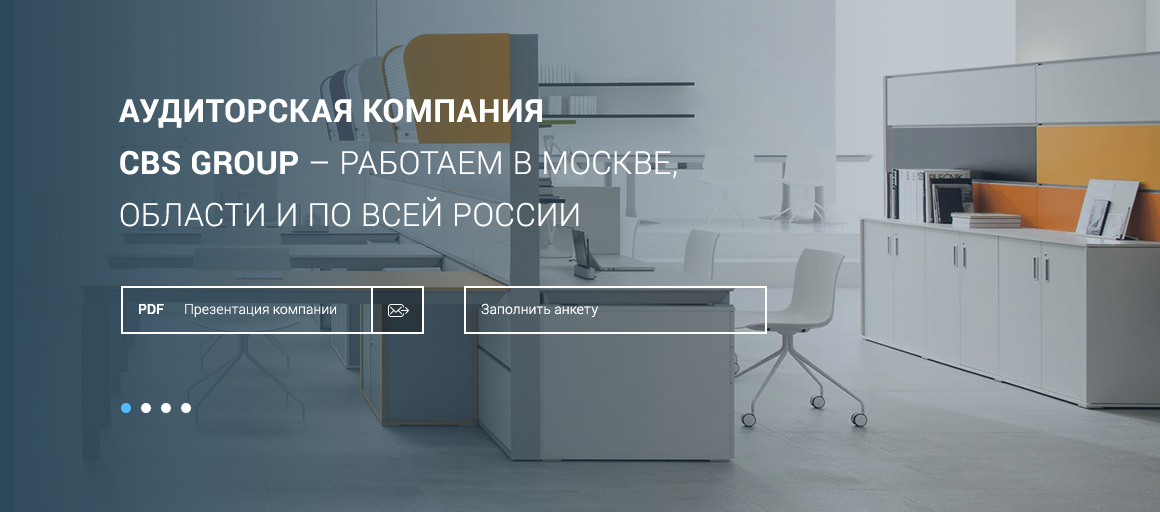 АУДИТОРСКАЯ КОМПАНИЯ
CBS GROUP – РАБОТАЕМ В МОСКВЕ,
ОБЛАСТИ И ПО ВСЕЙ РОССИИ
PDF Презентация компании
Заполнить анкету